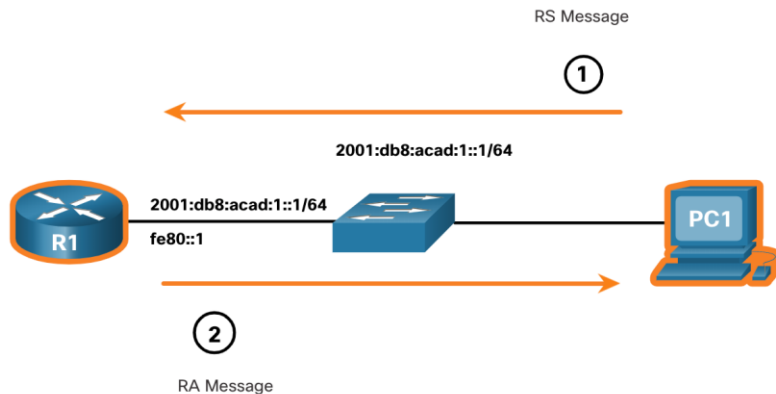 RS Message
1
2001:db8:acad:1::1/64
2001:db8:acad:1::1/64
R1
fe80::1
PC1
2
RA Message